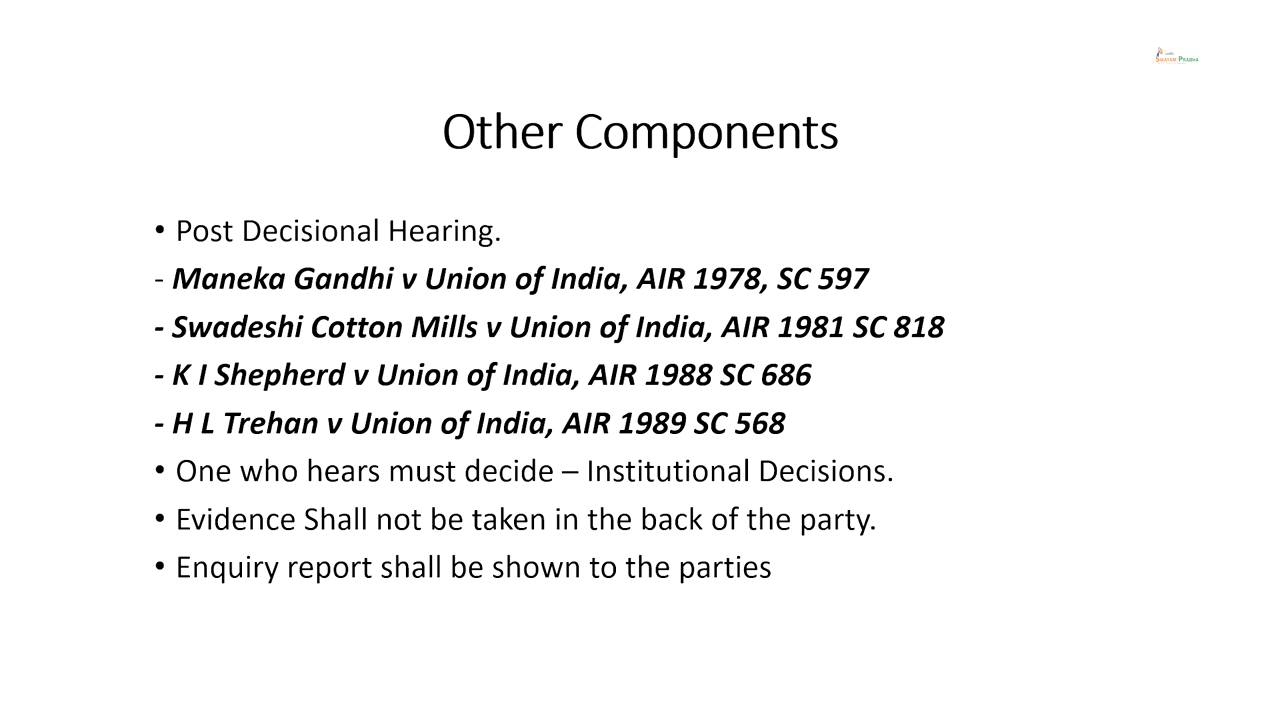 SWAYAM PRABHA
Other Components
• Post Decisional Hearing.
- Maneka Gandhi v Union of India, AIR 1978, SC 597
- Swadeshi Cotton Mills v Union of India, AIR 1981 SC 818
- K I Shepherd v Union of India, AIR 1988 SC 686
- H L Trehan v Union of India, AIR 1989 SC 568
• One who hears must decide – Institutional Decisions.
• Evidence Shall not be taken in the back of the party.
• Enquiry report shall be shown to the parties